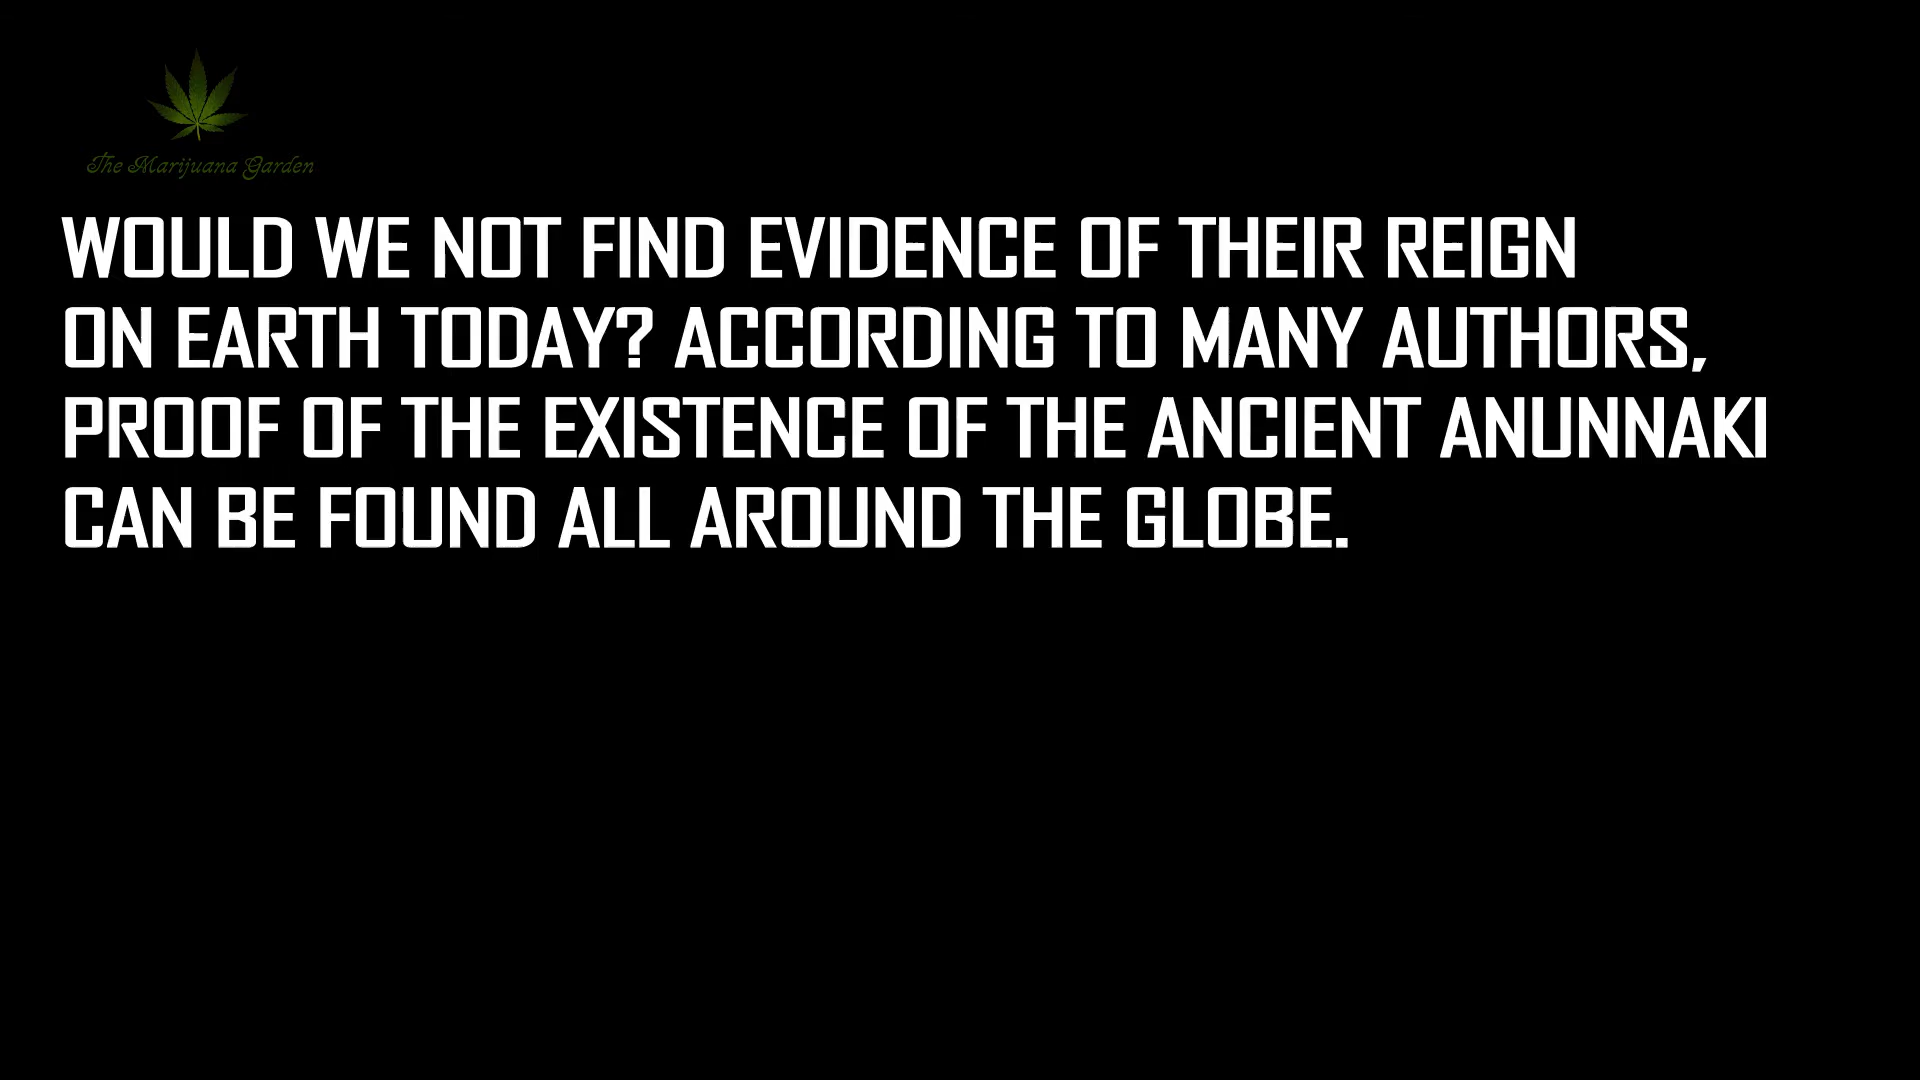 The Marijuana Garden
WOULD WE NOT FIND EVIDENCE OF THEIR REIGN
ON EARTH TODAY? ACCORDING TO MANY AUTHORS,
PROOF OF THE EXISTENCE OF THE ANCIENT ANUNNAKI
CAN BE FOUND ALL AROUND THE GLOBE.